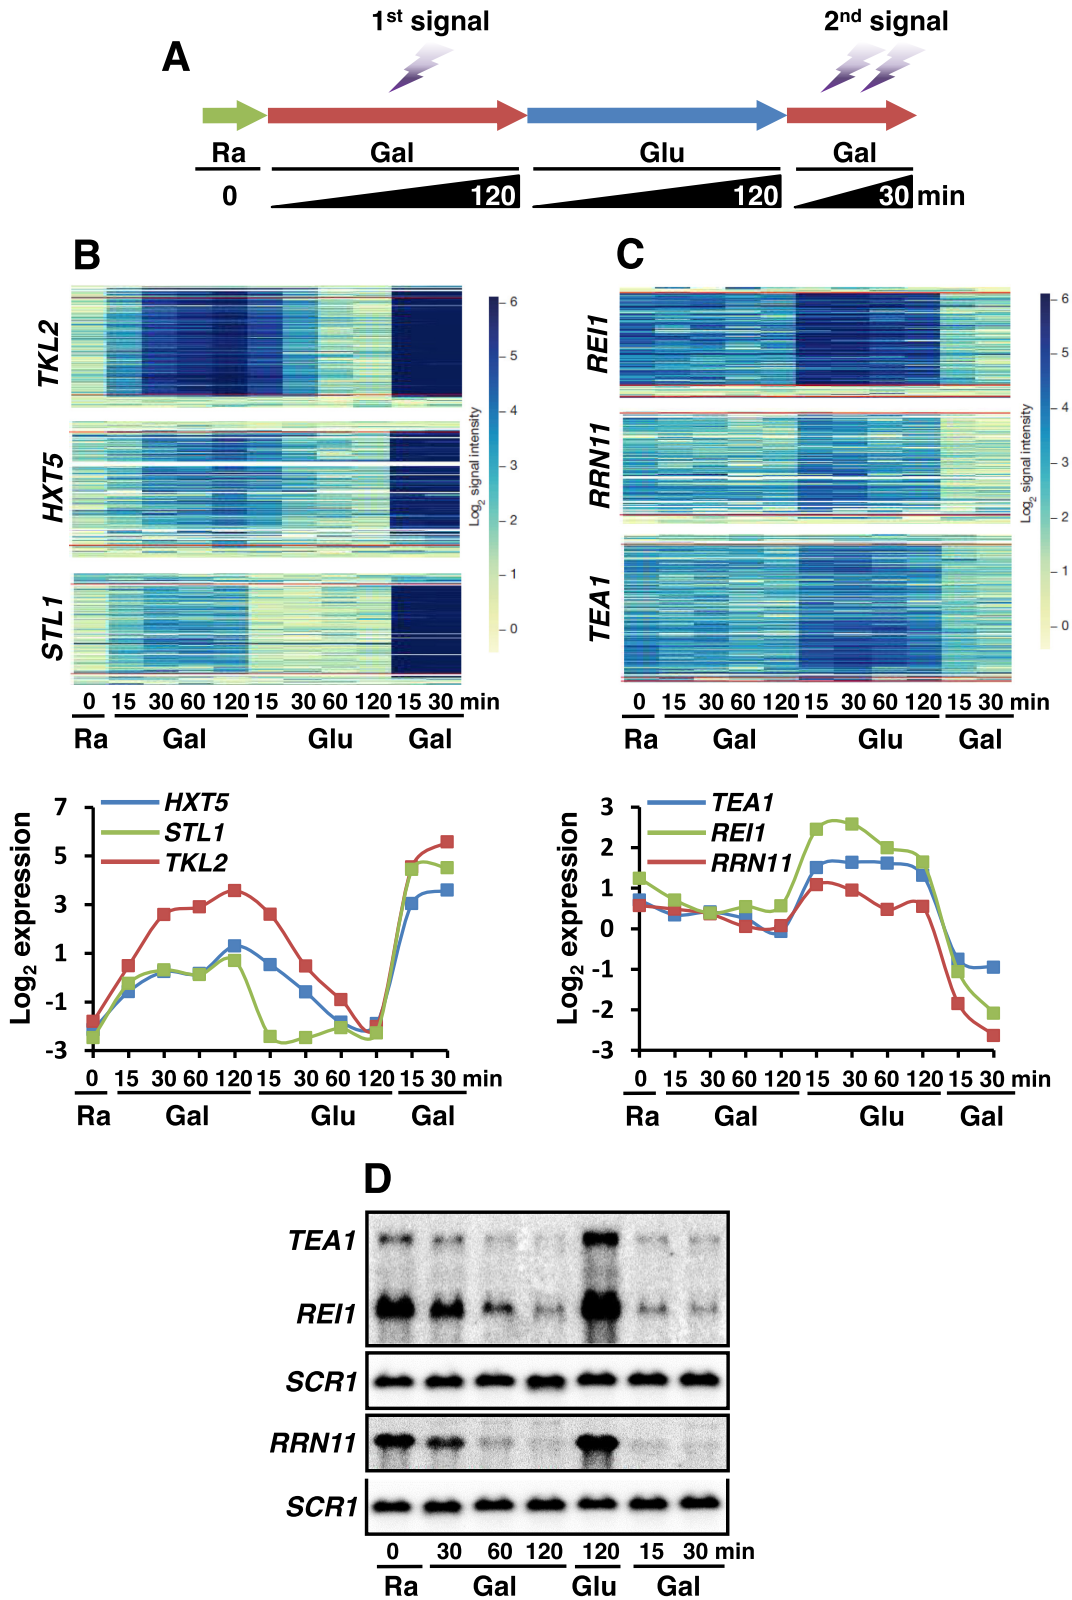 1st signal 2nd signal
A
Ra Gal Glu Gal
0 120 120 30 min
B
TKL2
HXT5
STL1
6
5
4
3
2
1
0
Log2 signal intensity
0 15 30 60 120 15 30 60 120 15 30 min
Ra Gal Glu Gal
C
REI1
RRN11
TEA1
6
5
4
3
2
1
0
Log2 signal intensity
0 15 30 60 120 15 30 60 120 15 30 min
Ra Gal Glu Gal
HXT5
STL1
TKL2
Log2 expression
7
5
3
1
-1
-3
0 15 30 60 120 15 30 60 120 15 30 min
Ra Gal Glu Gal
TEA1
REI1
RRN11
Log2 expression
3
2
1
0
-1
-2
-3
0 15 30 60 120 15 30 60 120 15 30 min
Ra Gal Glu Gal
D
TEA1
REI1
SCR1
RRN11
SCR1
0 30 60 120 120 15 30 min
Ra Gal Glu Gal